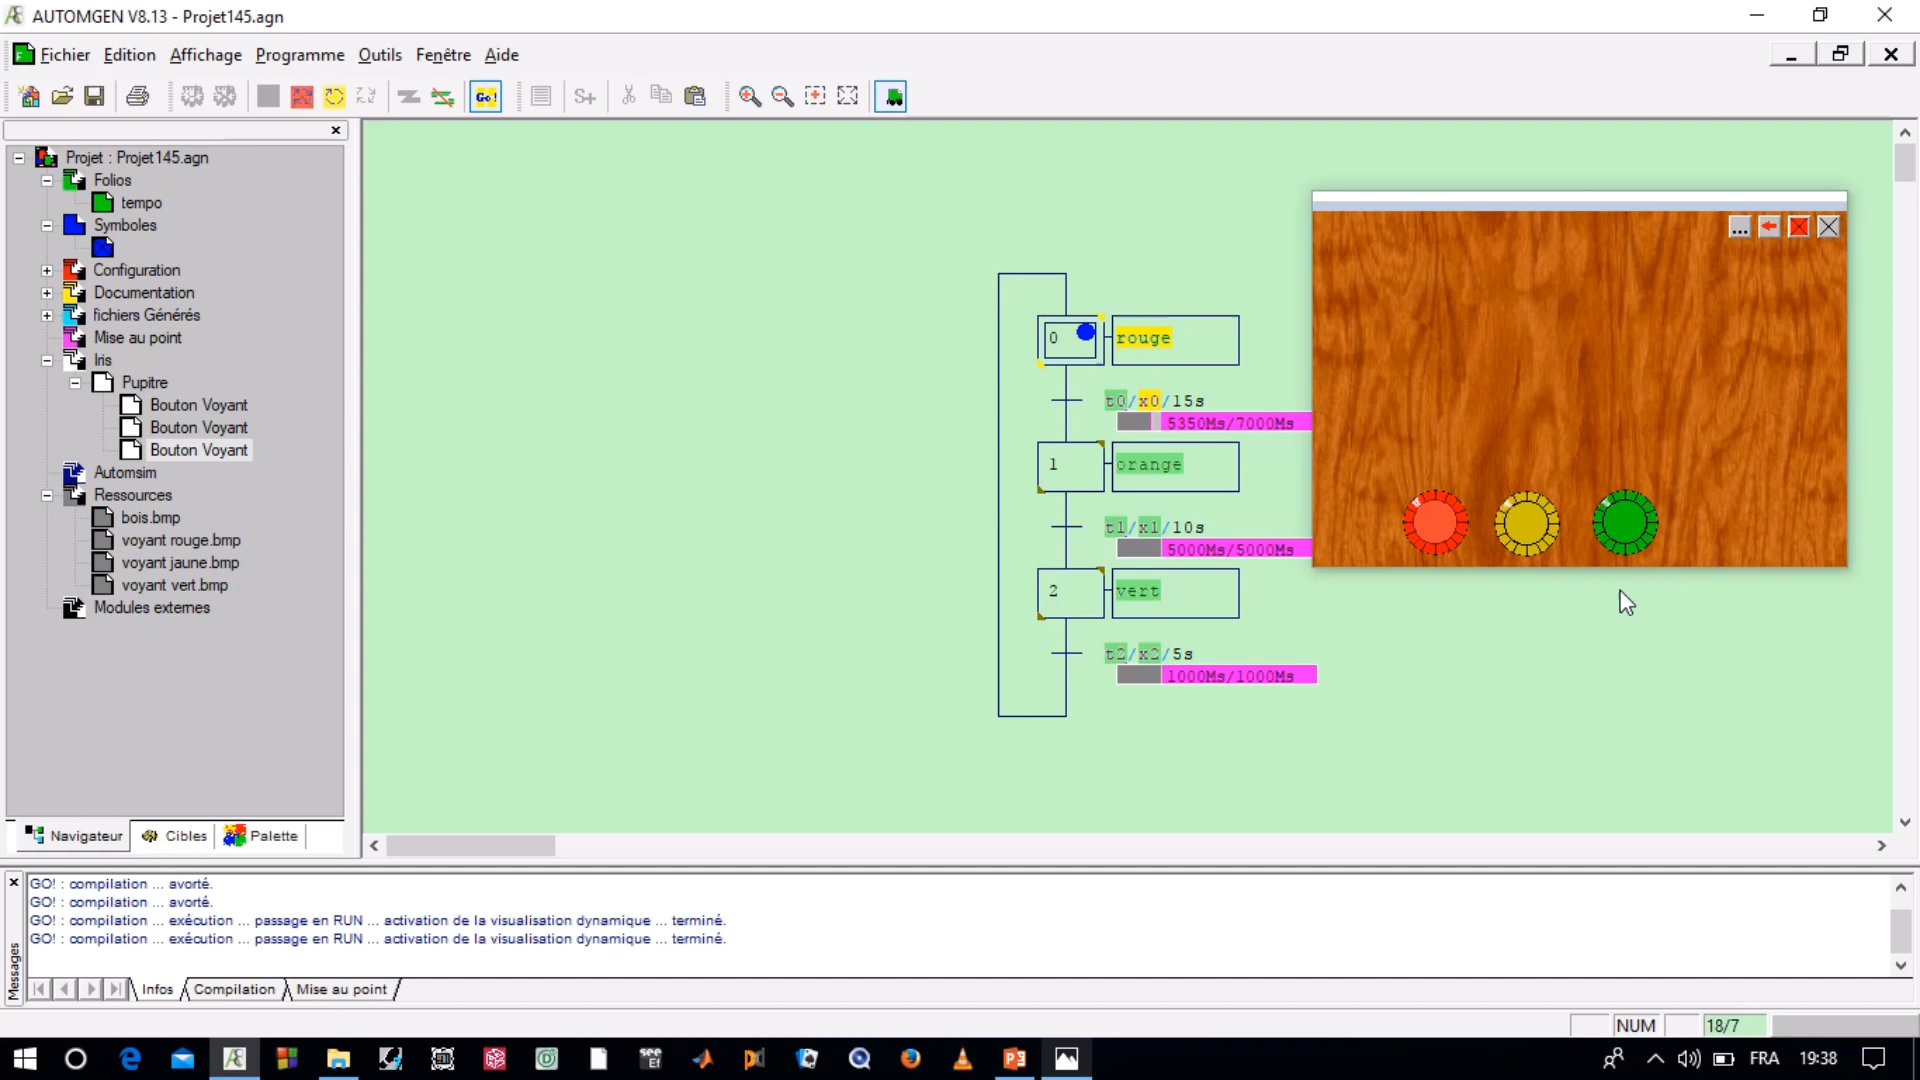 AUTOMGEN V8.13 - Projet145.agn
Fichier Edition Affichage Programme Outils Fenêtre Aide
Go!
S+
Projet : Projet145.agn
Folios
tempo
Symboles
Configuration
Documentation
fichiers Générés
Mise au point
Iris
Pupitre
Bouton Voyant
Bouton Voyant
Bouton Voyant
Automsim
Ressources
bois.bmp
voyant rouge.bmp
voyant jaune.bmp
voyant vert.bmp
Modules externes
Navigateur Cibles Palette
0 rouge
t0/x0/15s
5350Ms/7000Ms
1 orange
t1/x1/10s
5000Ms/5000Ms
2 vert
t2/x2/5s
1000Ms/1000Ms
...
Messages
GO! : compilation ... avorté.
GO! : compilation ... avorté.
GO! : compilation ... exécution ... passage en RUN ... activation de la visualisation dynamique ... terminé.
GO! : compilation ... exécution ... passage en RUN ... activation de la visualisation dynamique ... terminé.
Infos Compilation Mise au point
NUM 18/7
see
FRA 19:38